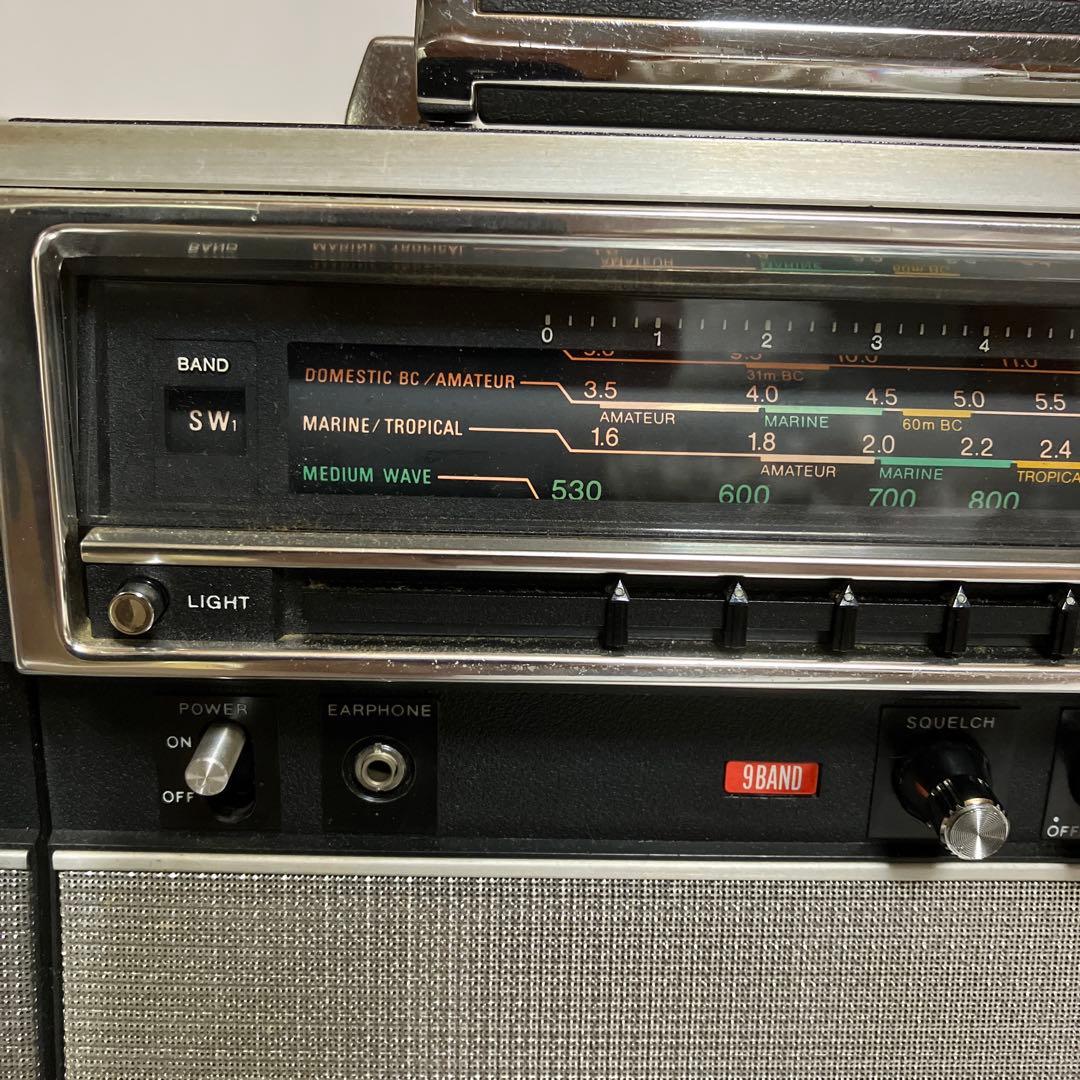 BAND
SW1
0 1 2 3 4
31m BC
DOMESTIC BC/AMATEUR 3.5 4.0 4.5 5.0 5.5
AMATEUR MARINE 60m BC
MARINE/TROPICAL 1.6 1.8 2.0 2.2 2.4
AMATEUR MARINE TROPICA
MEDIUM WAVE 530 600 700 800
LIGHT
POWER
ON
OFF
EARPHONE
9BAND
SQUELCH
OFF